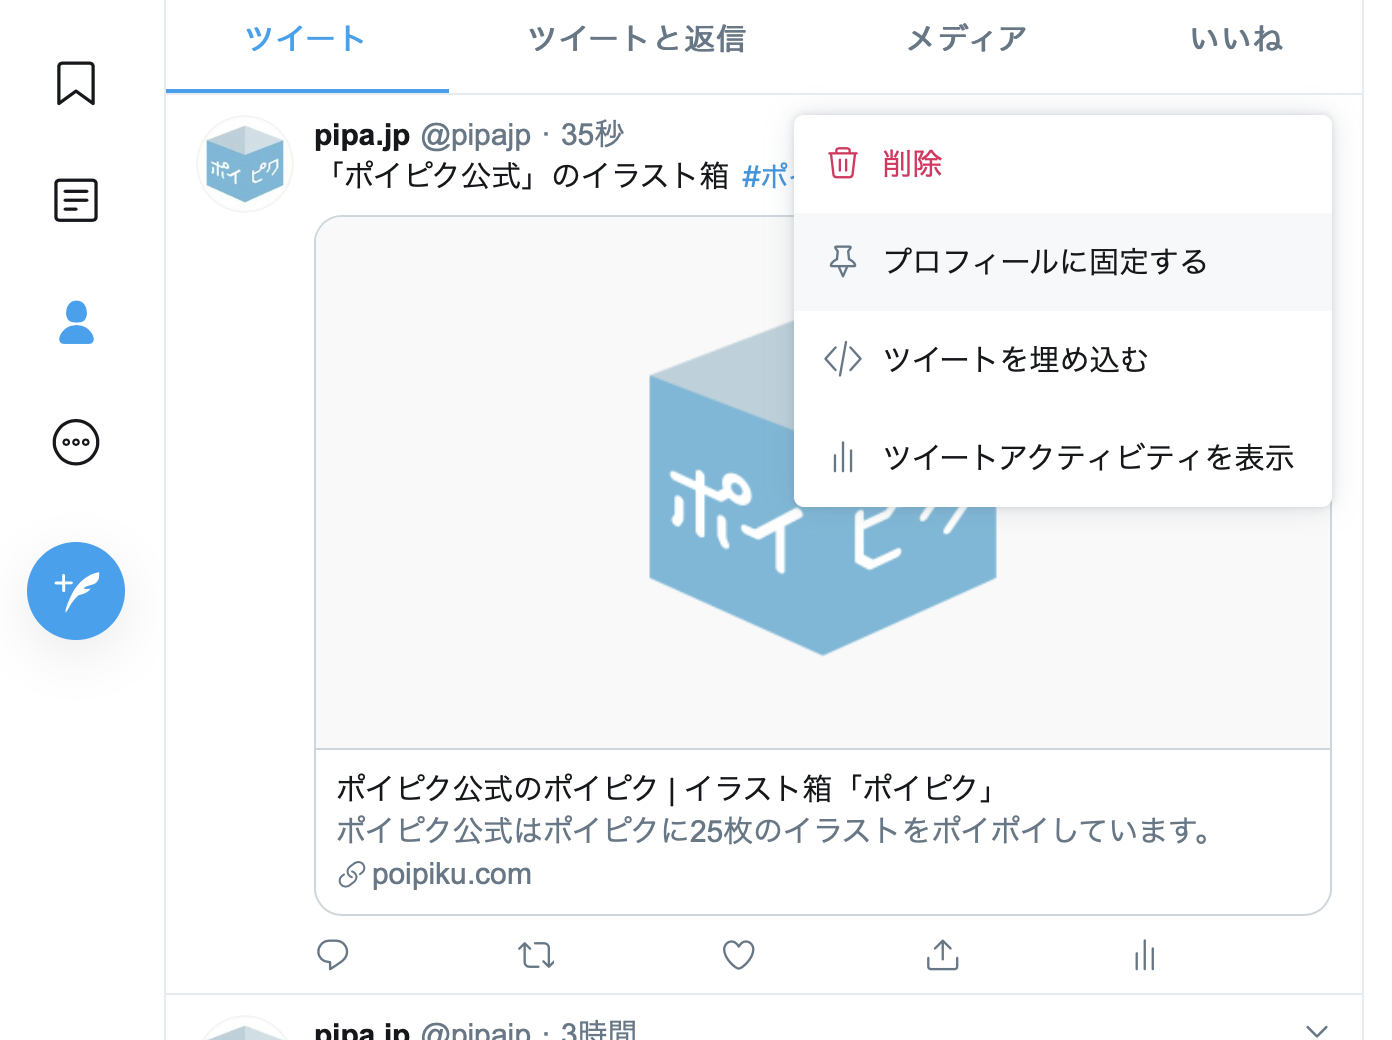 ツイート
ツイートと返信
メディア
いいね
pipa.jp @pipajp · 35秒
「ポイピク公式」のイラスト箱 #ポ
削除
プロフィールに固定する
ツイートを埋め込む
ツイートアクティビティを表示
ポイピク
ポイピク
ポイピク公式のポイピク | イラスト箱「ポイピク」
ポイピク公式はポイピクに25枚のイラストをポイポイしています。
poipiku.com
pipa.jp @pipajp · 3時間